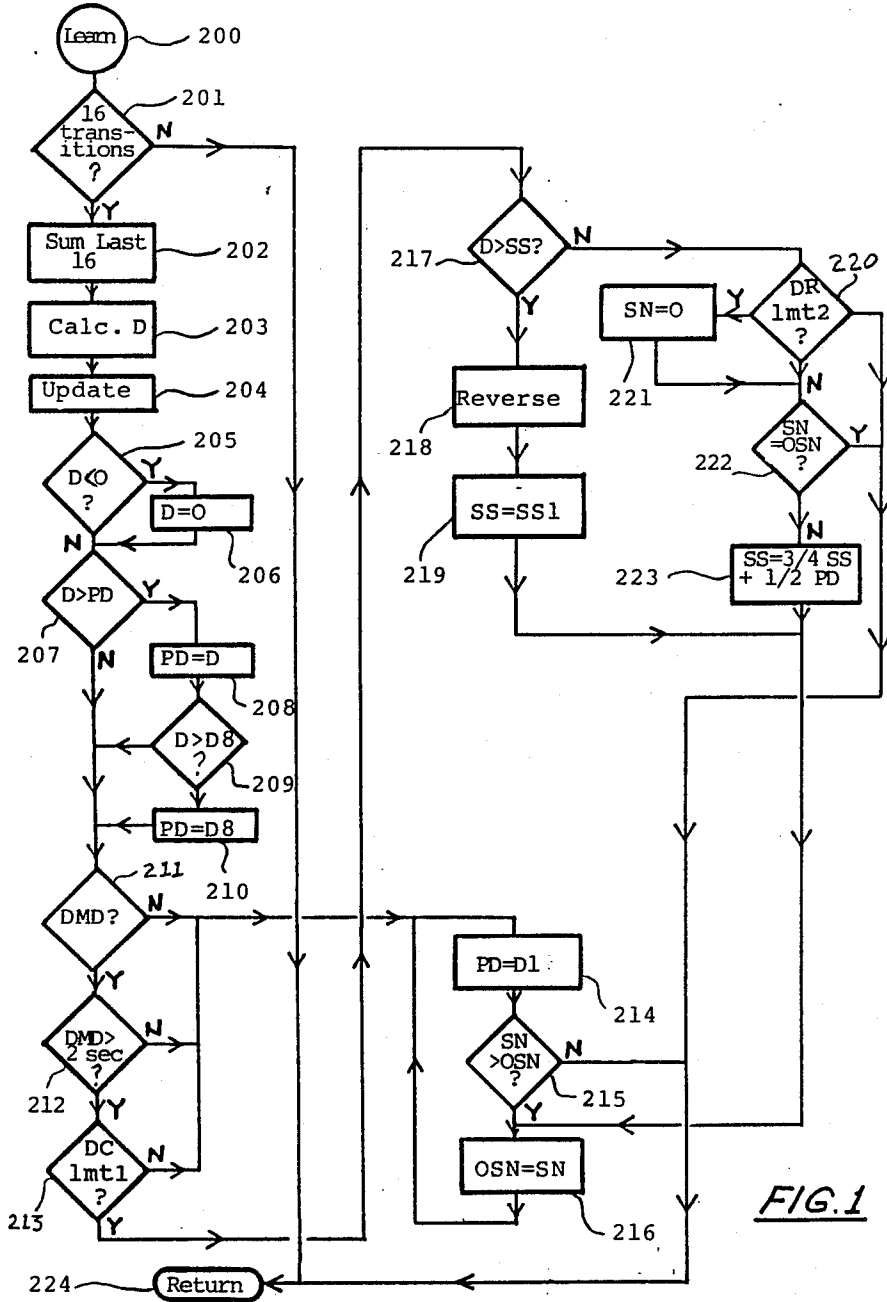 Learn
200
16
trans-
itions
?
201
N
Y
Sum Last
16
202
Calc. D
203
Update
204
D<0
?
205
Y
N
D=0
206
D>PD
207
Y
N
PD=D
208
D>D8
?
209
PD=D8
210
DMD?
211
N
Y
DMD>
2 sec
?
212
N
Y
DC
lmt1
?
213
N
Y
PD=D1
214
SN
>OSN
?
215
N
Y
OSN=SN
216
D>SS?
217
N
Y
Reverse
218
SS=SS1
219
DR
lmt2
?
220
Y
N
SN=0
221
SN
=OSN
?
222
Y
N
SS=3/4 SS
+ 1/2 PD
223
Return
224
FIG.1